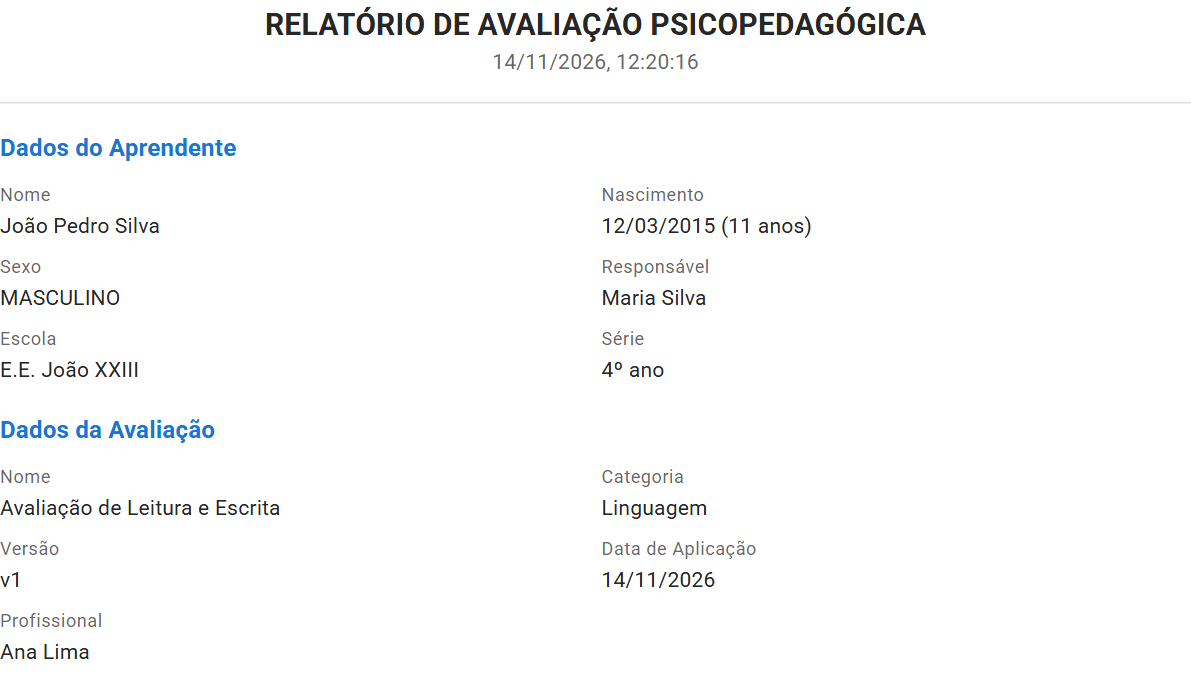 RELATÓRIO DE AVALIAÇÃO PSICOPEDAGÓGICA
14/11/2026, 12:20:16
Dados do Aprendente
Nome
João Pedro Silva
Nascimento
12/03/2015 (11 anos)
Sexo
MASCULINO
Responsável
Maria Silva
Escola
E.E. João XXIII
Série
4º ano
Dados da Avaliação
Nome
Avaliação de Leitura e Escrita
Categoria
Linguagem
Versão
v1
Data de Aplicação
14/11/2026
Profissional
Ana Lima